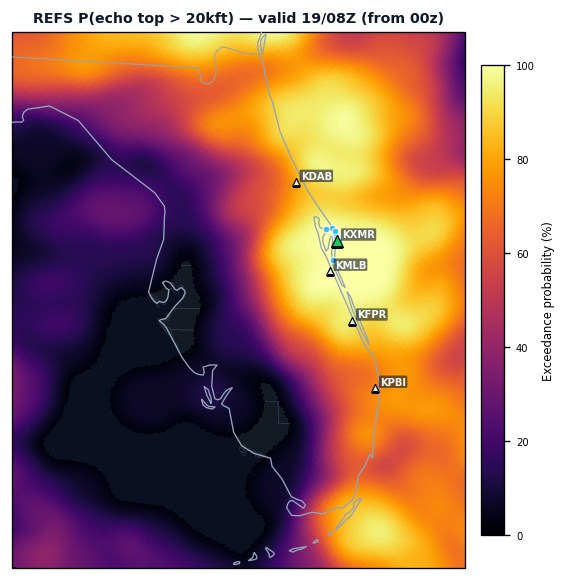 REFS P(echo top > 20kft) — valid 19/08Z (from 00z)
KDAB
KXMR
KMLB
KFPR
KPBI
100
80
60
40
20
0
Exceedance probability (%)